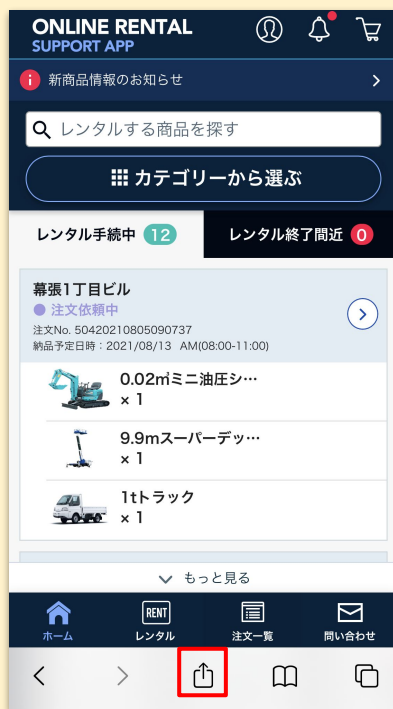 ONLINE RENTAL
SUPPORT APP
新商品情報のお知らせ
レンタルする商品を探す
カテゴリーから選ぶ
レンタル手続中 12
レンタル終了間近 0
幕張1丁目ビル
注文依頼中
注文No. 50420210805090737
納品予定日時：2021/08/13 AM(08:00-11:00)
0.02㎥ミニ油圧シ…
× 1
9.9mスーパーデッ…
× 1
1tトラック
× 1
もっと見る
RENT
ホーム
レンタル
注文一覧
問い合わせ